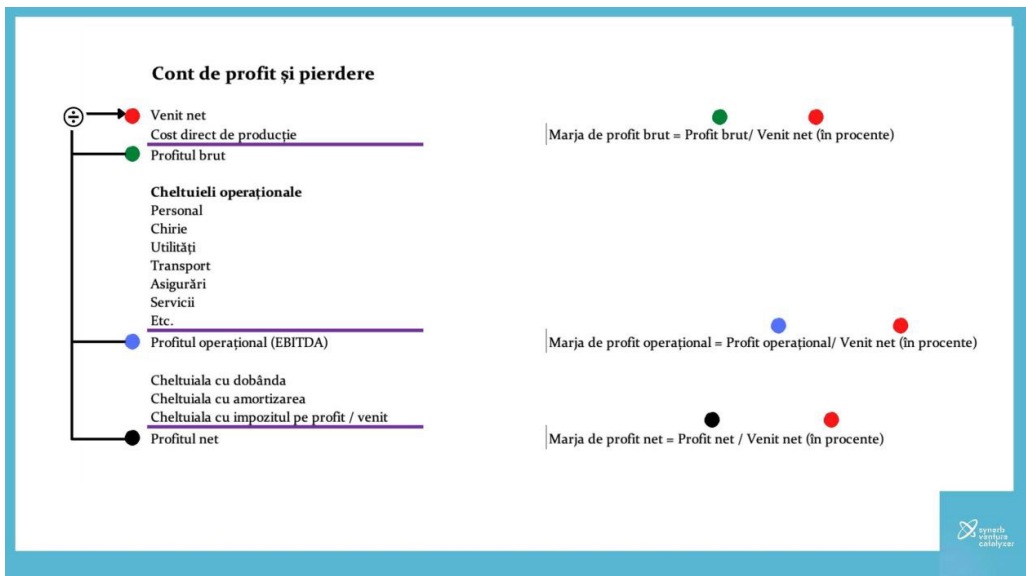 Cont de profit și pierdere
Venit net
Cost direct de producție
Profitul brut
Marja de profit brut = Profit brut/ Venit net (în procente)
Cheltuieli operaționale
Personal
Chirie
Utilități
Transport
Asigurări
Servicii
Etc.
Profitul operațional (EBITDA)
Marja de profit operațional = Profit operațional/ Venit net (în procente)
Cheltuiala cu dobânda
Cheltuiala cu amortizarea
Cheltuiala cu impozitul pe profit / venit
Profitul net
Marja de profit net = Profit net / Venit net (în procente)
venture
catalyzer